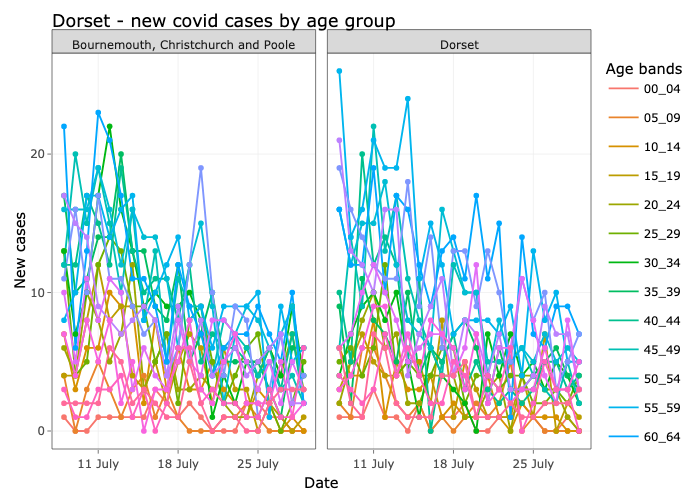 Dorset - new covid cases by age group
Bournemouth, Christchurch and Poole
Dorset
New cases
20
10
0
11 July
18 July
25 July
11 July
18 July
25 July
Date
Age bands
00_04
05_09
10_14
15_19
20_24
25_29
30_34
35_39
40_44
45_49
50_54
55_59
60_64